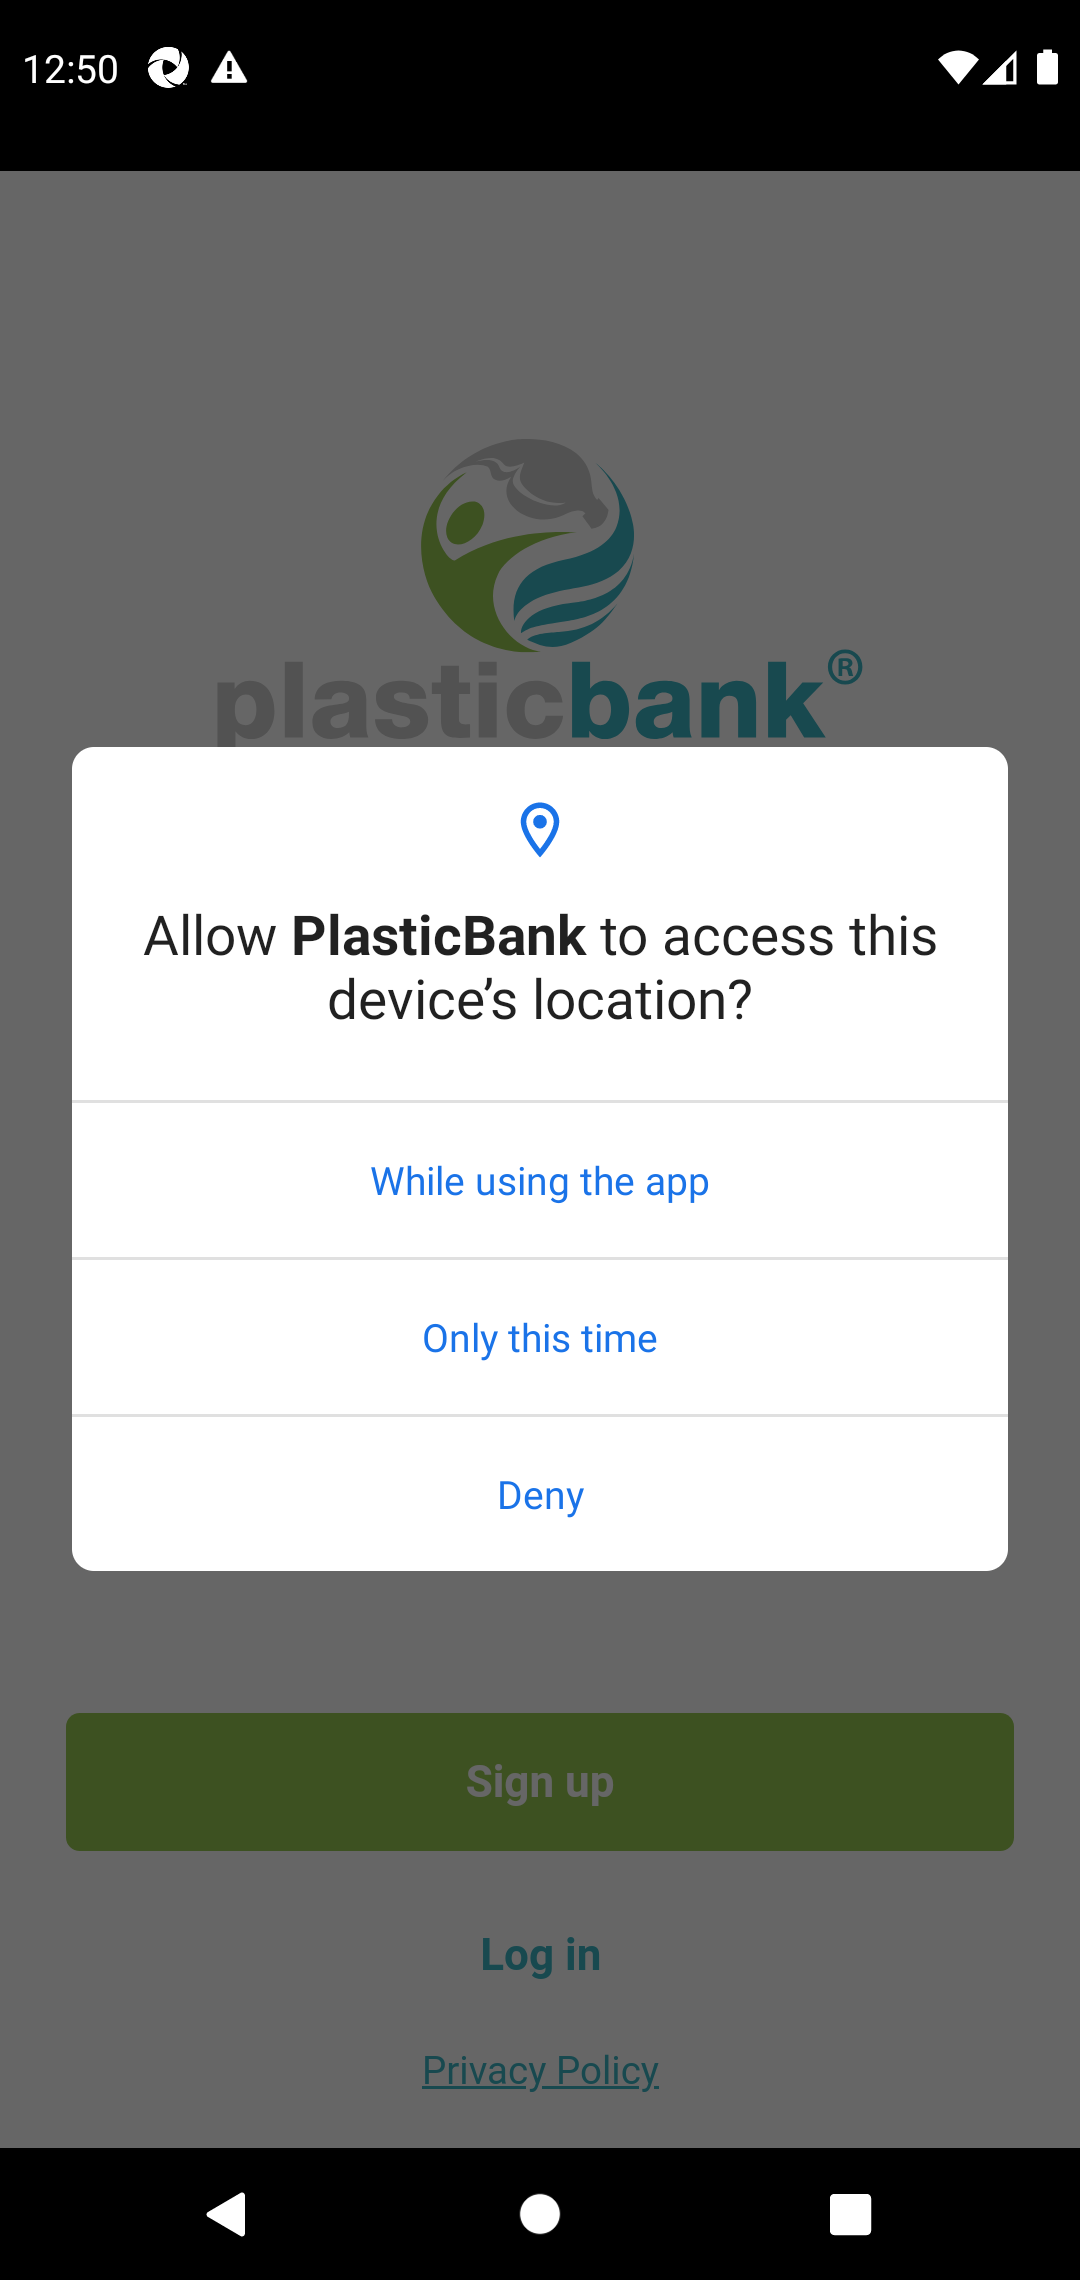 12:50
plasticbank®
Allow PlasticBank to access this
device’s location?
While using the app
Only this time
Deny
Sign up
Log in
Privacy Policy